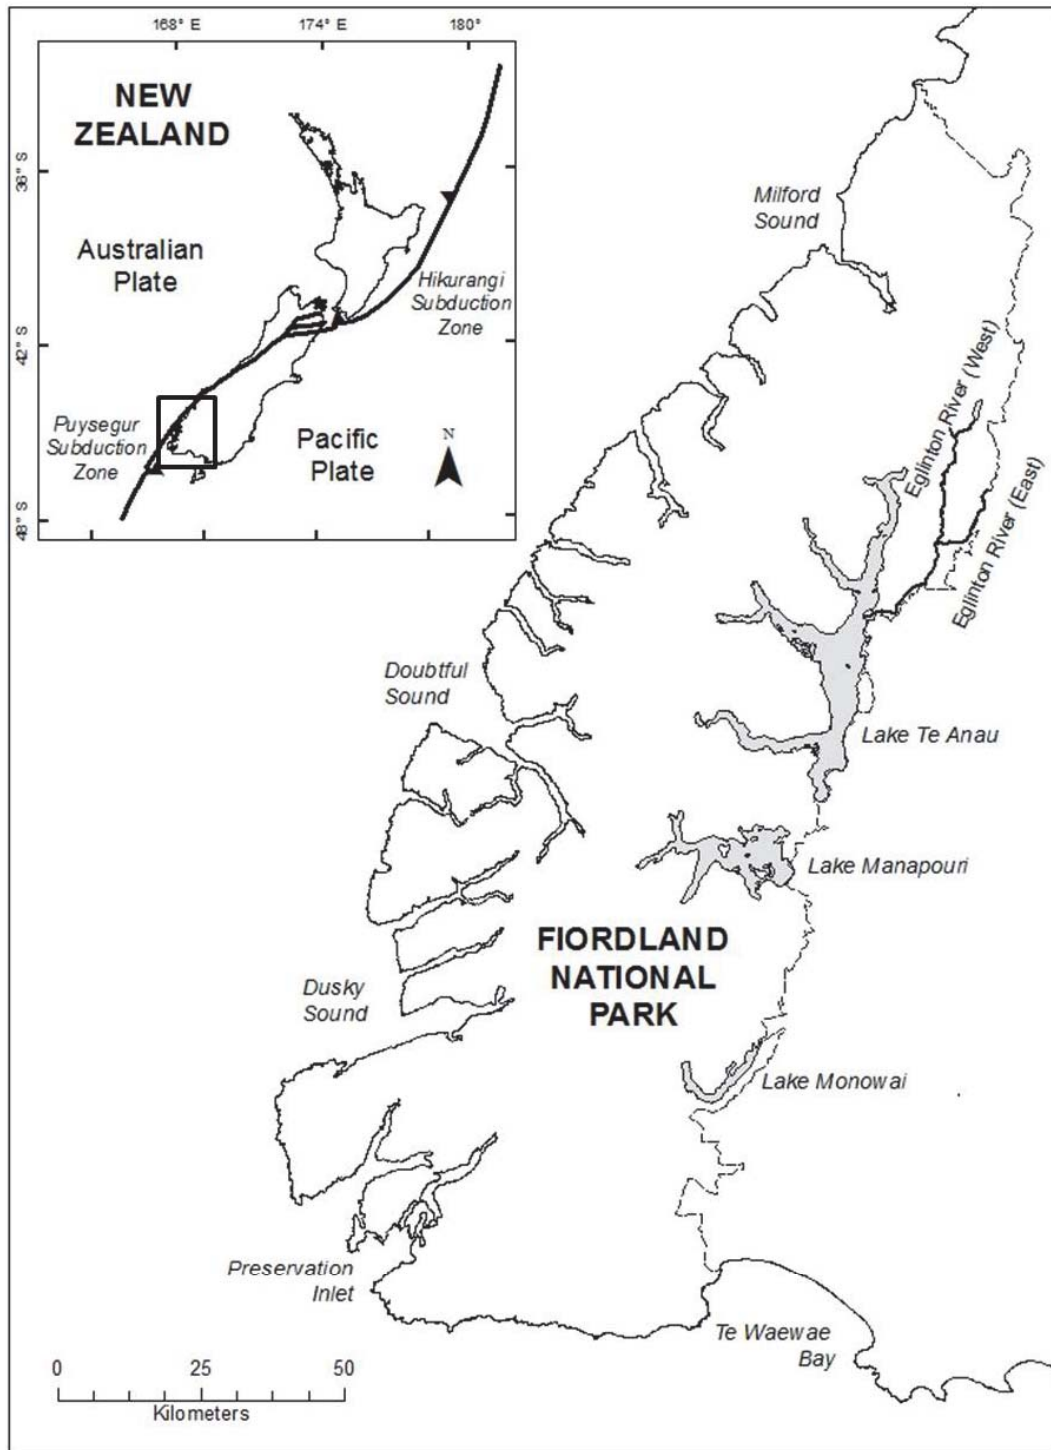 168° E
174° E
180°
NEW
ZEALAND
36° S
Australian
Plate
Hikurangi
Subduction
Zone
42° S
Puysegur
Subduction
Zone
Pacific
Plate
N
48° S
Milford
Sound
Eglinton River (West)
Eglinton River (East)
Doubtful
Sound
Lake Te Anau
Lake Manapouri
FIORDLAND
NATIONAL
PARK
Dusky
Sound
Lake Monowai
Preservation
Inlet
Te Waewae
Bay
0 25 50
Kilometers